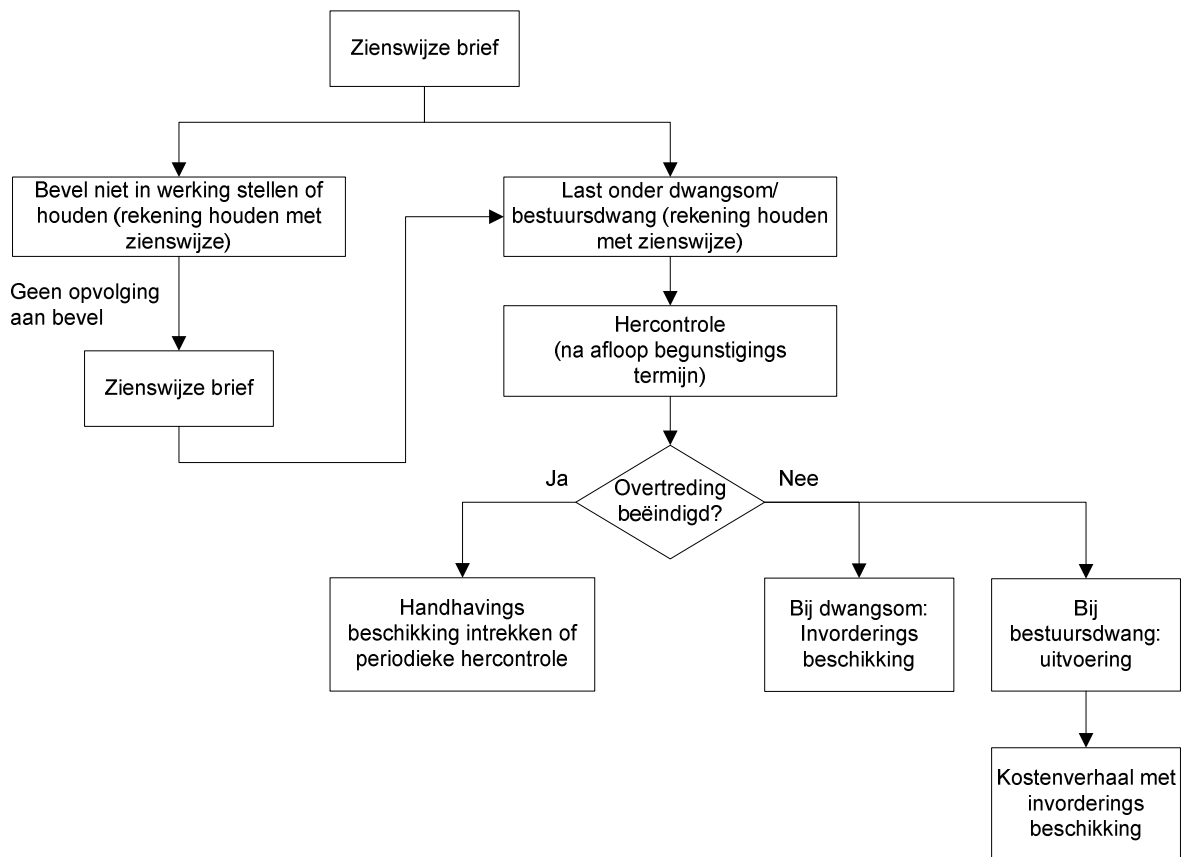 Zienswijze brief
Bevel niet in werking stellen of
houden (rekening houden met
zienswijze)
Last onder dwangsom/
bestuursdwang (rekening houden
met zienswijze)
Geen opvolging
aan bevel
Zienswijze brief
Hercontrole
(na afloop begunstigings
termijn)
Ja
Overtreding
beëindigd?
Nee
Handhavings
beschikking intrekken of
periodieke hercontrole
Bij dwangsom:
Invorderings
beschikking
Bij
bestuursdwang:
uitvoering
Kostenverhaal met
invorderings
beschikking